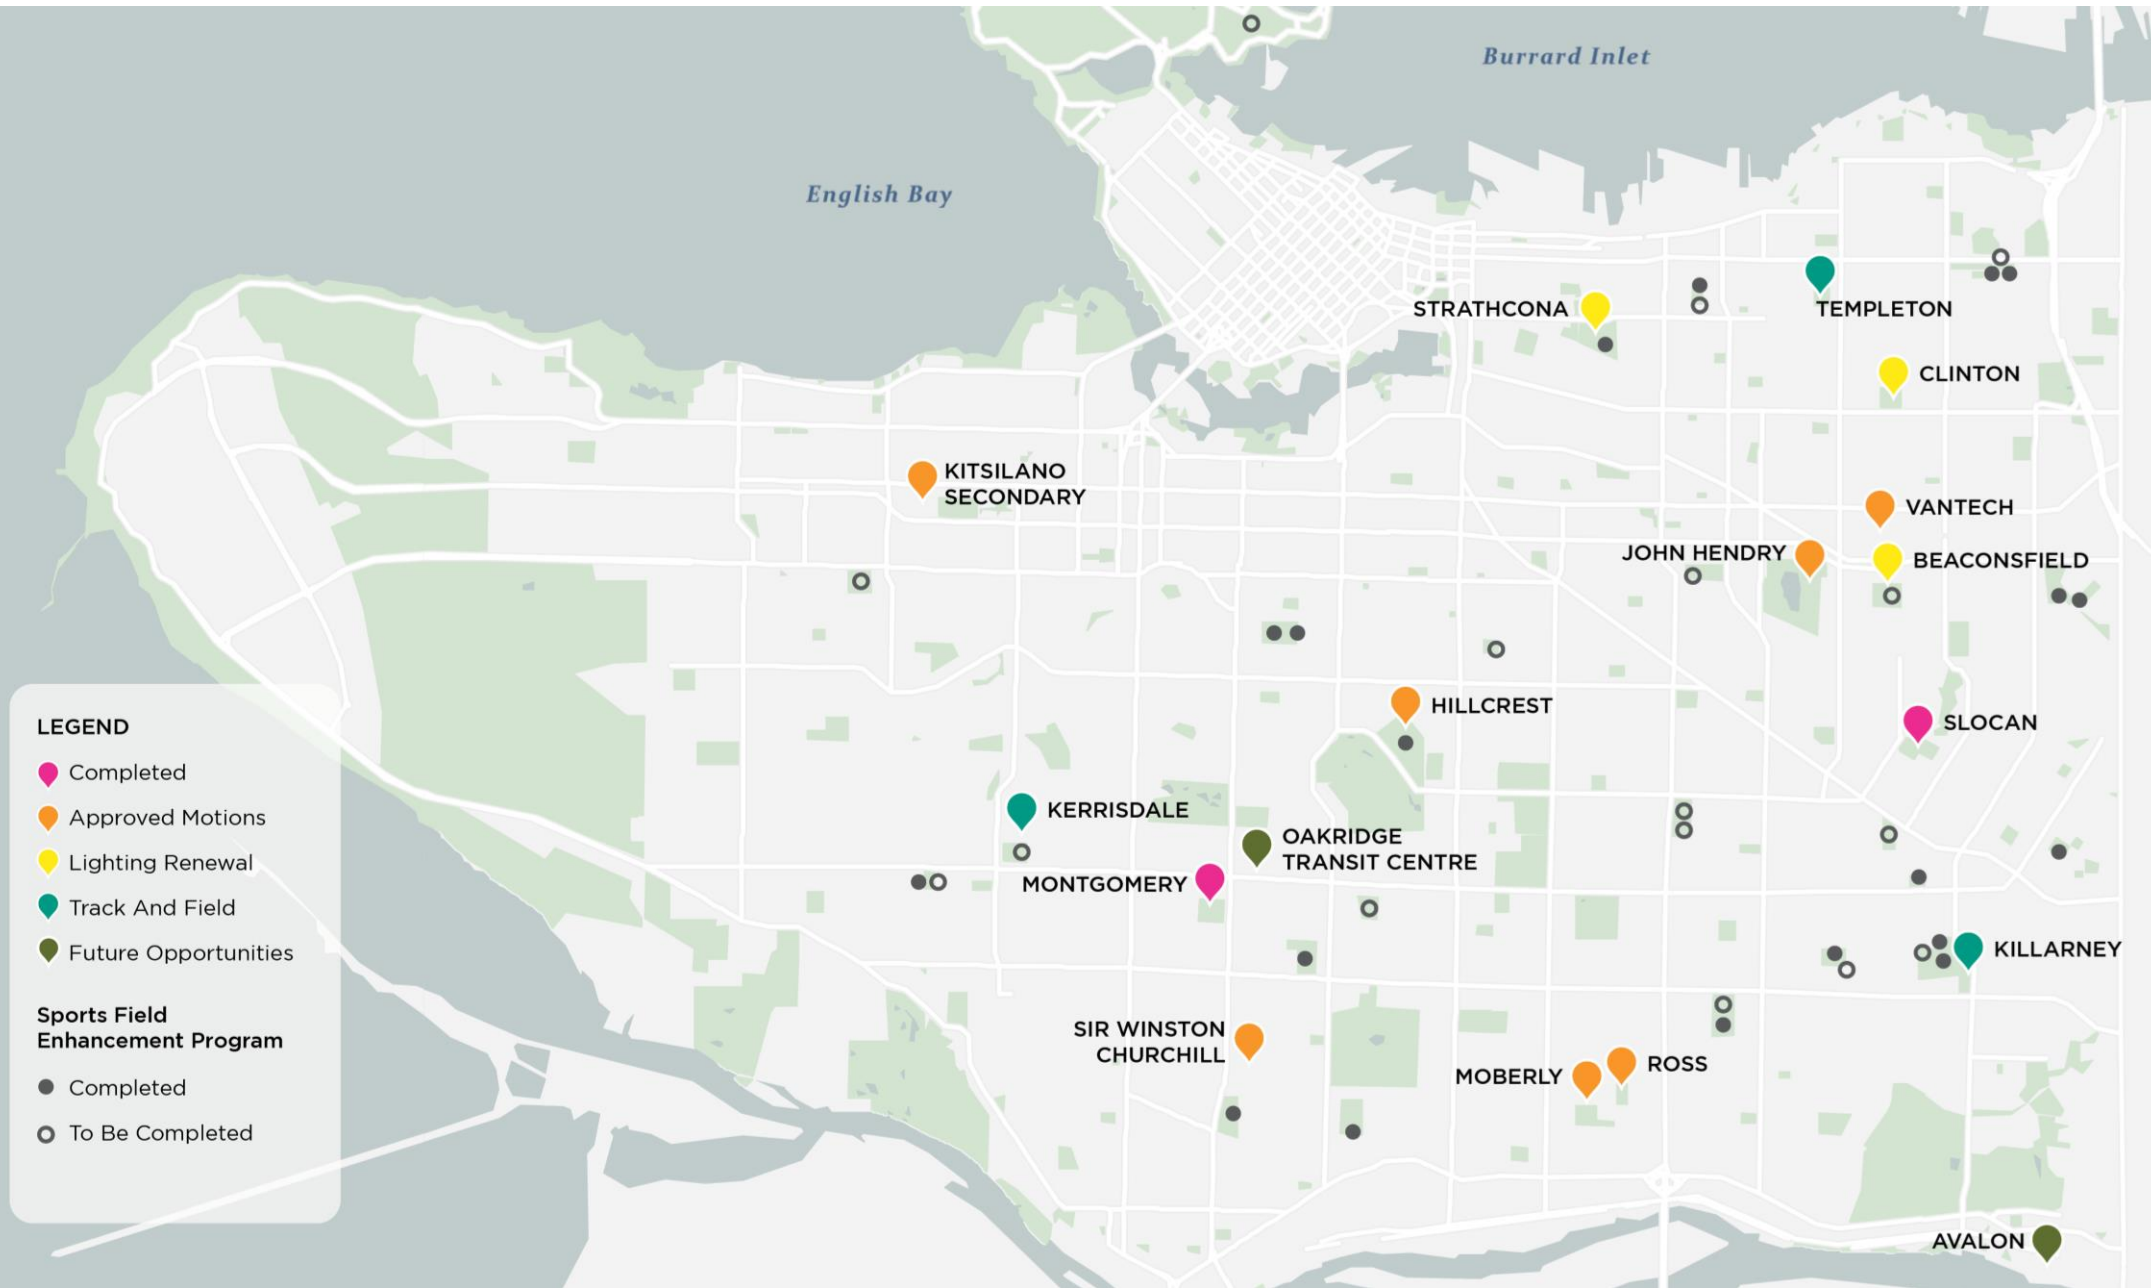 Burrard Inlet
English Bay
STRATHCONA
TEMPLETON
CLINTON
KITSILANO
SECONDARY
VANTECH
JOHN HENDRY
BEACONSFIELD
HILLCREST
SLOCAN
KERRISDALE
OAKRIDGE
TRANSIT CENTRE
MONTGOMERY
KILLARNEY
SIR WINSTON
CHURCHILL
MOBERLY
ROSS
AVALON
LEGEND
Completed
Approved Motions
Lighting Renewal
Track And Field
Future Opportunities
Sports Field
Enhancement Program
Completed
To Be Completed